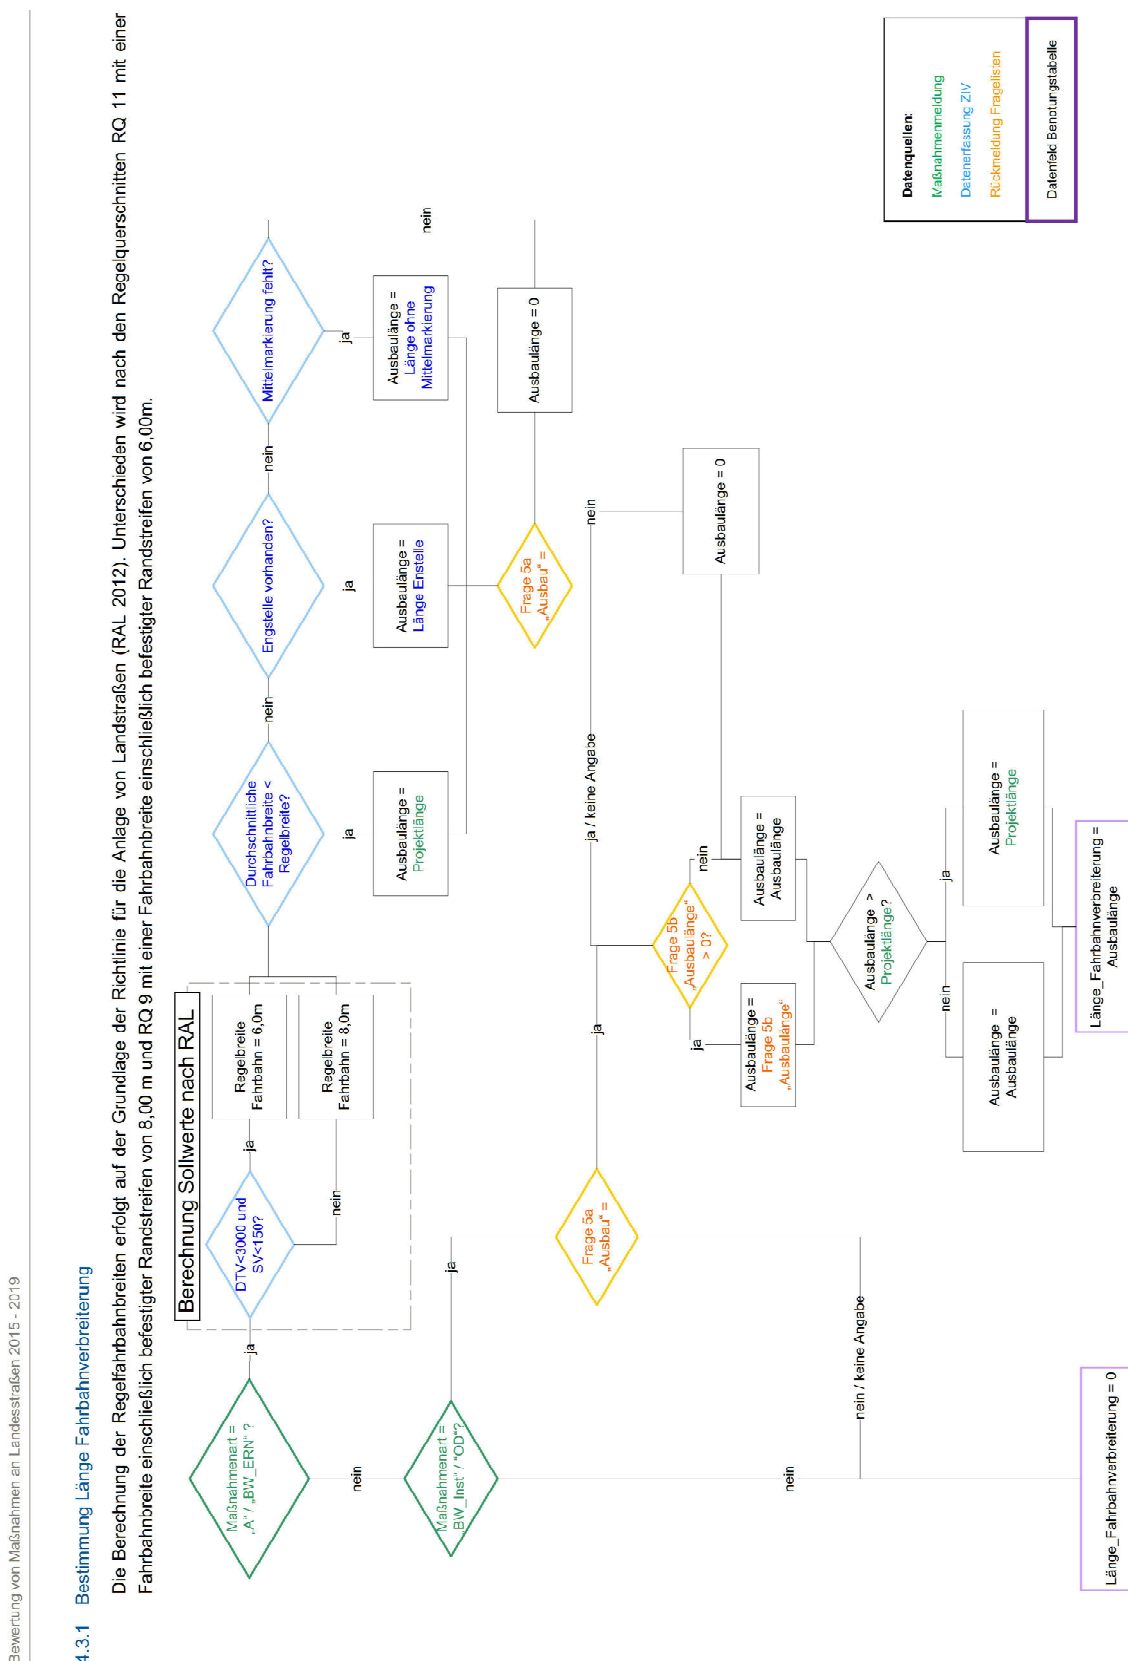 Bewertung von Maßnahmen an Landesstraßen 2015 - 2019
4.3.1 Bestimmung Länge Fahrbahnverbreiterung
Die Berechnung der Regelfahrbahnbreiten erfolgt auf der Grundlage der Richtlinie für die Anlage von Landstraßen (RAL 2012). Unterschieden wird nach den Regelquerschnitten RQ 11 mit einer
Fahrbahnbreite einschließlich befestigter Randstreifen von 8,00 m und RQ 9 mit einer Fahrbahnbreite einschließlich befestigter Randstreifen von 6,00m.
Berechnung Sollwerte nach RAL
Maßnahmenart =
„A“ / „BW_ERN“ ?
ja
DTV<3000 und
SV<150?
ja
Regelbreite
Fahrbahn = 6,0m
nein
Regelbreite
Fahrbahn = 8,0m
Durchschnittliche
Fahrbahnbreite <
Regelbreite?
nein
Engstelle vorhanden?
nein
Mittelmarkierung fehlt?
ja
ja
ja
nein
Ausbaulänge =
Projektlänge
Ausbaulänge =
Länge Enstelle
Ausbaulänge =
Länge ohne
Mittelmarkierung
nein
Maßnahmenart =
„BW_Inst“ / “OD“?
ja
Frage 5a
„Ausbau“ =
Ausbaulänge = 0
Frage 5a
„Ausbau“ =
ja
ja / keine Angabe
nein
Frage 5b
„Ausbaulänge“
> 0?
ja
nein
Ausbaulänge = 0
Ausbaulänge =
Frage 5b
„Ausbaulänge“
Ausbaulänge =
Ausbaulänge
nein
nein / keine Angabe
Ausbaulänge >
Projektlänge?
nein
ja
Ausbaulänge =
Ausbaulänge
Ausbaulänge =
Projektlänge
Länge_Fahrbahnverbreiterung = 0
Länge_Fahrbahnverbreiterung =
Ausbaulänge
Datenquellen:
Maßnahmenmeldung
Datenerfassung ZIV
Rückmeldung Fragelisten
Datenfeld Benotungstabelle